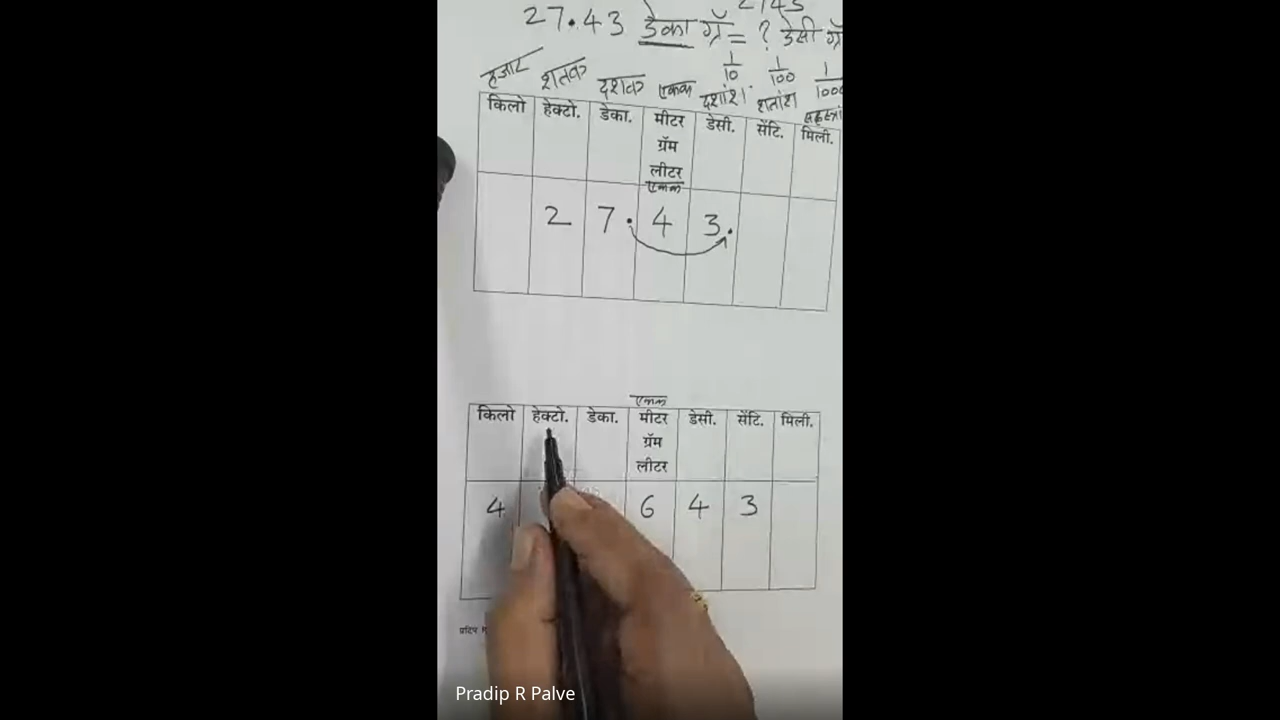 2743
27.43 डेका ग्रॅ = ? डेसी ग्रॅ
हजार शतक दशक एकक 1/10 दशांश 1/100 शतांश 1/1000
किलो हेक्टो. डेका. मीटर ग्रॅम लीटर डेसी. सेंटि. मिली.
एकक
2 7 . 4 3 .
एकक
किलो हेक्टो. डेका. मीटर ग्रॅम लीटर डेसी. सेंटि. मिली.
4 6 4 3
Pradip R Palve